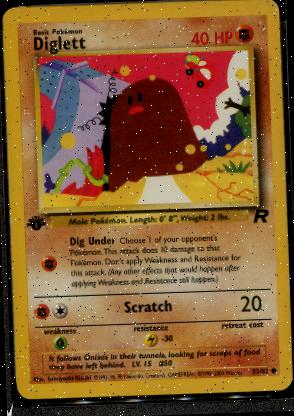 Basic Pokémon
Diglett
40 HP
Mole Pokémon. Length: 0' 8", Weight: 2 lbs.
Dig Under Choose 1 of your opponent's
Pokémon. This attack does 10 damage to that
Pokémon. Don't apply Weakness and Resistance for
this attack. (Any other effects that would happen after
applying Weakness and Resistance still happen.)
Scratch 20
weakness resistance retreat cost
-30
It follows Onixes in their tunnels, looking for scraps of food
they have left behind. LV. 15 #50
52/82